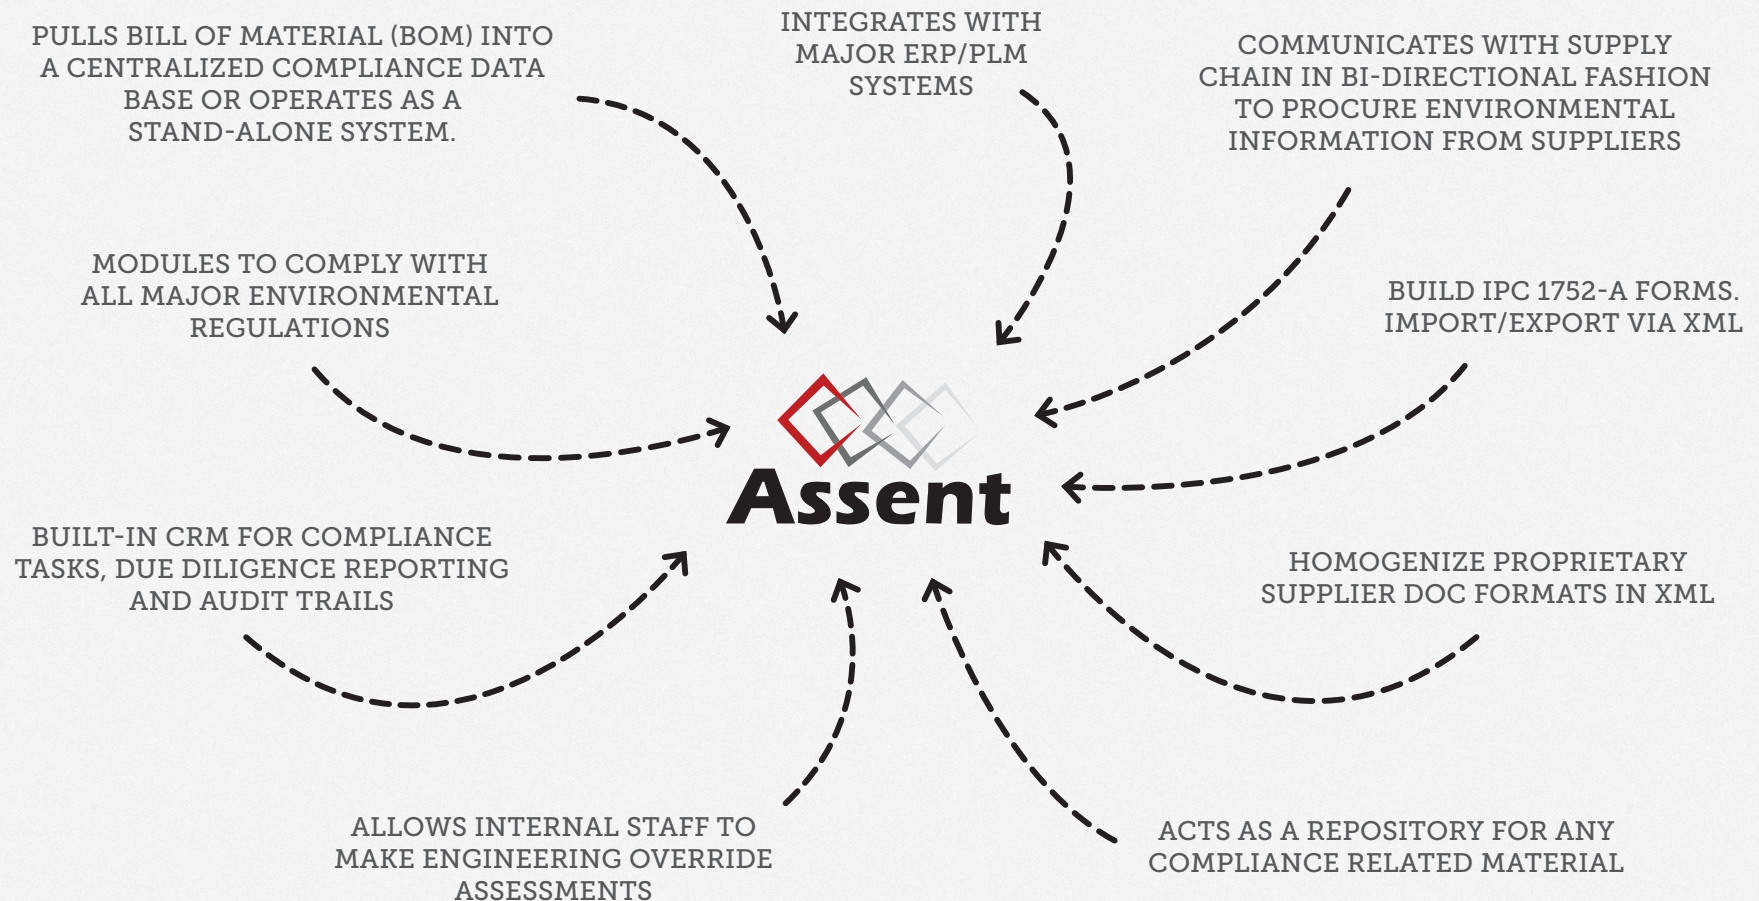 PULLS BILL OF MATERIAL (BOM) INTO
A CENTRALIZED COMPLIANCE DATA
BASE OR OPERATES AS A
STAND-ALONE SYSTEM.
INTEGRATES WITH
MAJOR ERP/PLM
SYSTEMS
COMMUNICATES WITH SUPPLY
CHAIN IN BI-DIRECTIONAL FASHION
TO PROCURE ENVIRONMENTAL
INFORMATION FROM SUPPLIERS
MODULES TO COMPLY WITH
ALL MAJOR ENVIRONMENTAL
REGULATIONS
BUILD IPC 1752-A FORMS.
IMPORT/EXPORT VIA XML
Assent
BUILT-IN CRM FOR COMPLIANCE
TASKS, DUE DILIGENCE REPORTING
AND AUDIT TRAILS
HOMOGENIZE PROPRIETARY
SUPPLIER DOC FORMATS IN XML
ALLOWS INTERNAL STAFF TO
MAKE ENGINEERING OVERRIDE
ASSESSMENTS
ACTS AS A REPOSITORY FOR ANY
COMPLIANCE RELATED MATERIAL